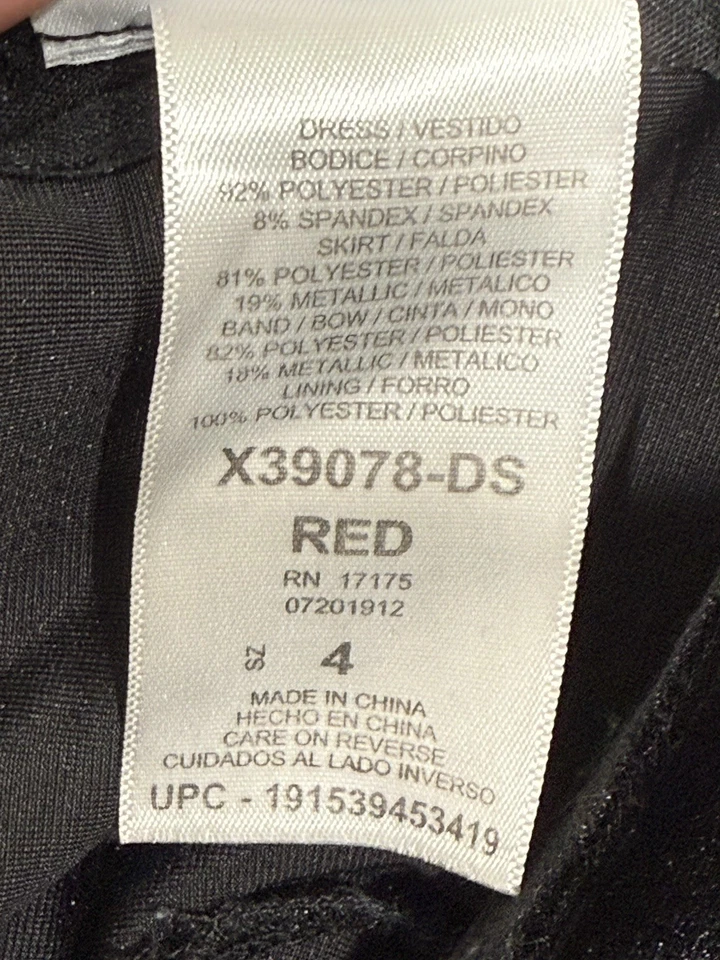 DRESS / VESTIDO
BODICE / CORPINO
92% POLYESTER / POLIESTER
8% SPANDEX / SPANDEX
SKIRT / FALDA
81% POLYESTER / POLIESTER
19% METALLIC / METALICO
BAND / BOW / CINTA / MONO
82% POLYESTER / POLIESTER
18% METALLIC / METALICO
LINING / FORRO
100% POLYESTER / POLIESTER
X39078-DS
RED
RN 17175
07201912
SZ 4
MADE IN CHINA
HECHO EN CHINA
CARE ON REVERSE
CUIDADOS AL LADO INVERSO
UPC - 191539453419